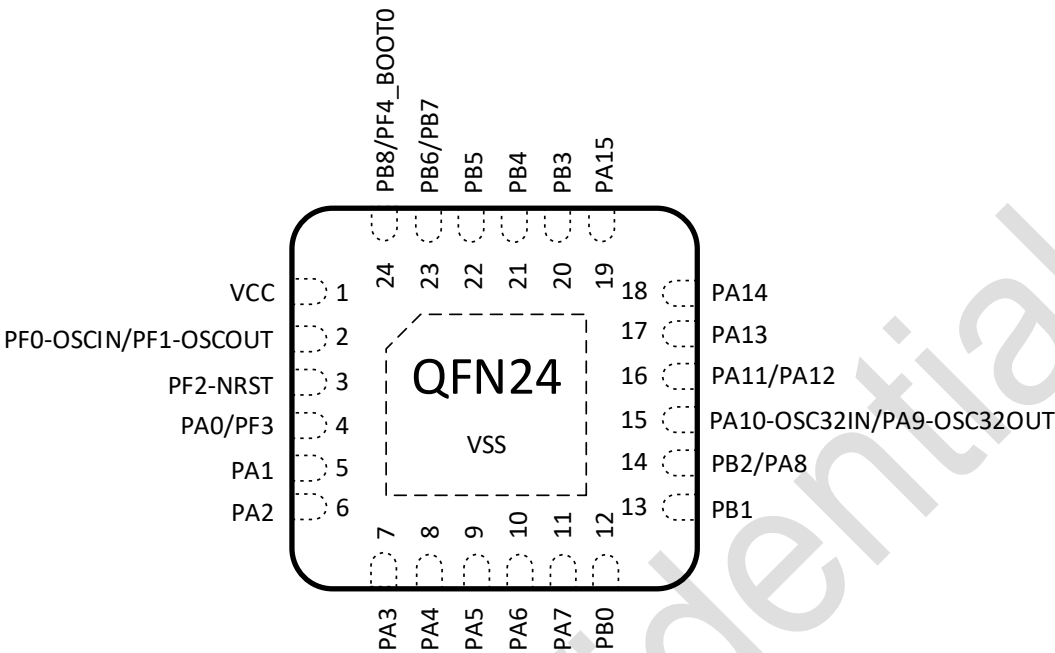 PB8/PF4_BOOT0
PB6/PB7
PB5
PB4
PB3
PA15
24
23
22
21
20
19
VCC 1
PF0-OSCIN/PF1-OSCOUT 2
PF2-NRST 3
PA0/PF3 4
PA1 5
PA2 6
18 PA14
17 PA13
16 PA11/PA12
15 PA10-OSC32IN/PA9-OSC32OUT
14 PB2/PA8
13 PB1
QFN24
VSS
7
8
9
10
11
12
PA3
PA4
PA5
PA6
PA7
PB0